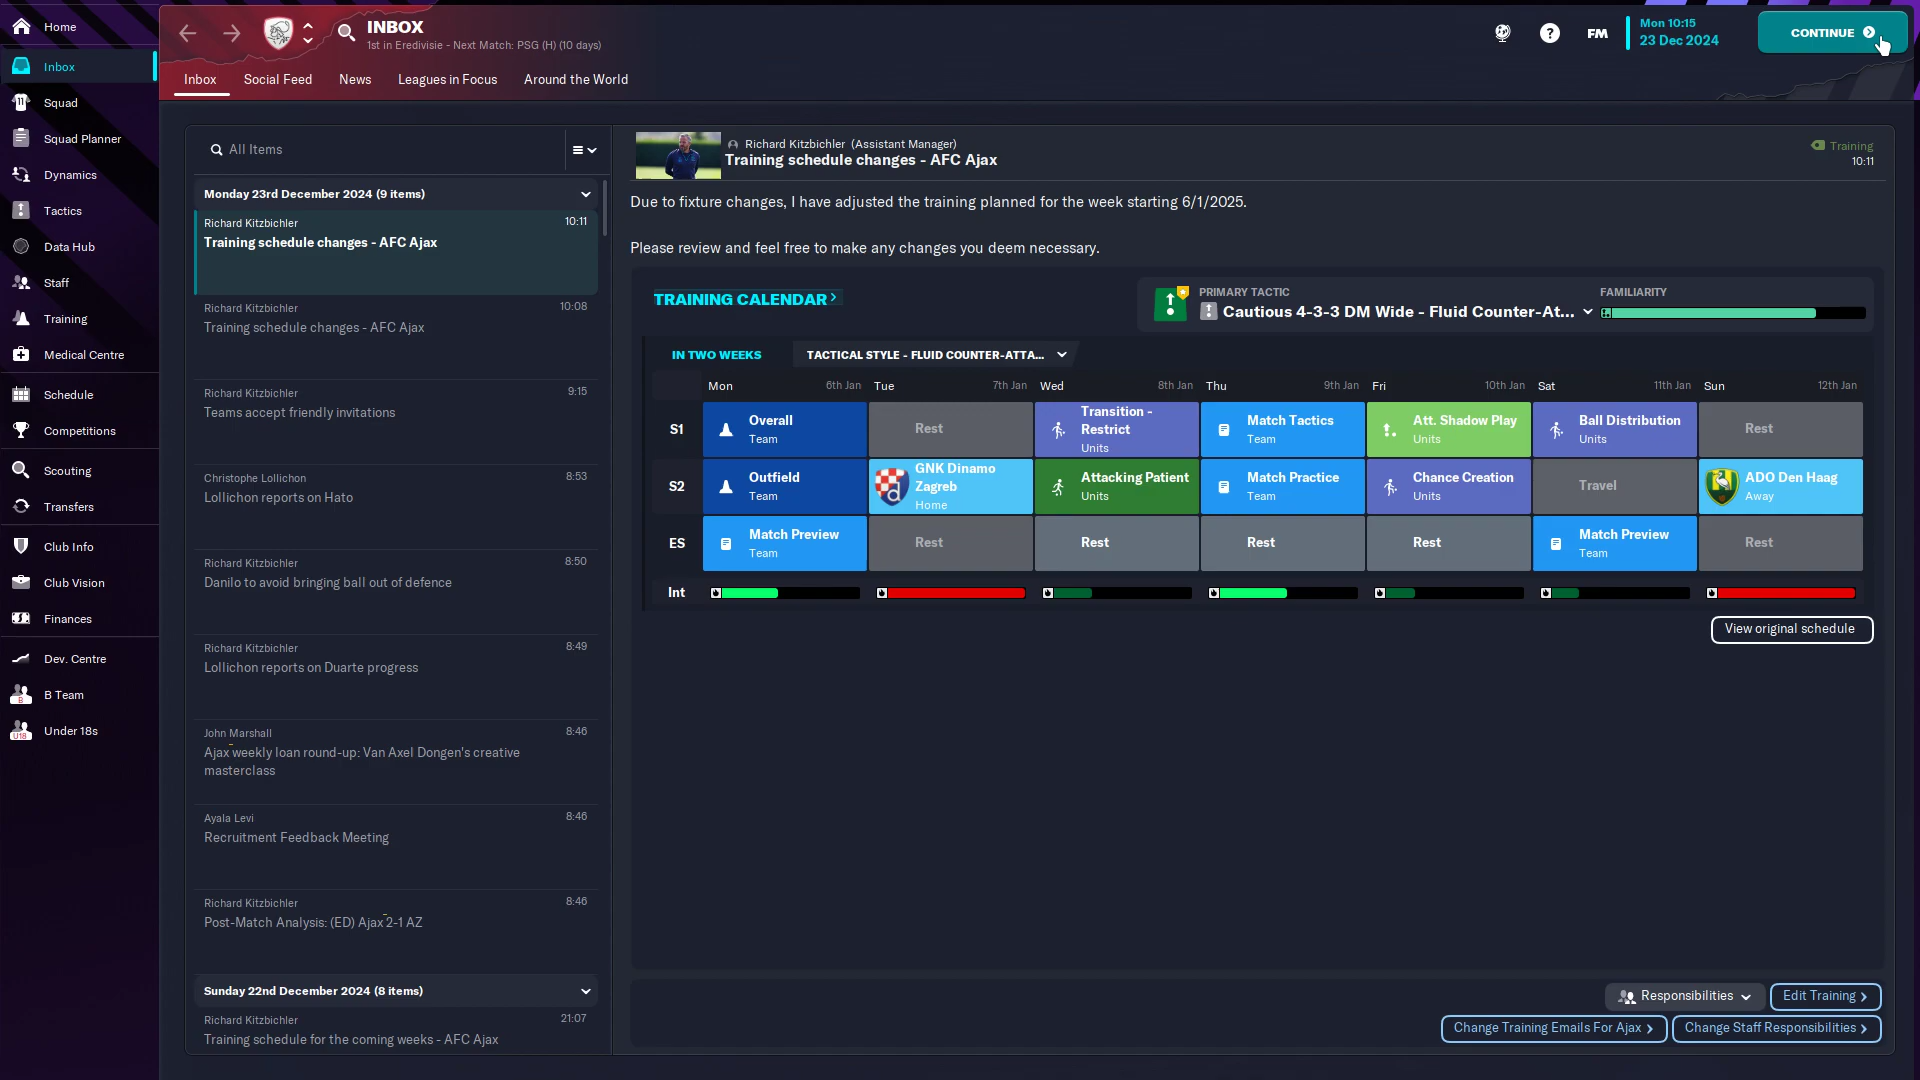 Home
Inbox
Squad
Squad Planner
Dynamics
Tactics
Data Hub
Staff
Training
Medical Centre
Schedule
Competitions
Scouting
Transfers
Club Info
Club Vision
Finances
Dev. Centre
B Team
Under 18s
INBOX
1st in Eredivisie - Next Match: PSG (H) (10 days)
FM
Mon 10:15
23 Dec 2024
CONTINUE
Inbox
Social Feed
News
Leagues in Focus
Around the World
All Items
Monday 23rd December 2024 (9 items)
Richard Kitzbichler 10:11
Training schedule changes - AFC Ajax
Richard Kitzbichler 10:08
Training schedule changes - AFC Ajax
Richard Kitzbichler 9:15
Teams accept friendly invitations
Christophe Lollichon 8:53
Lollichon reports on Hato
Richard Kitzbichler 8:50
Danilo to avoid bringing ball out of defence
Richard Kitzbichler 8:49
Lollichon reports on Duarte progress
John Marshall 8:46
Ajax weekly loan round-up: Van Axel Dongen's creative
masterclass
Ayala Levi 8:46
Recruitment Feedback Meeting
Richard Kitzbichler 8:46
Post-Match Analysis: (ED) Ajax 2-1 AZ
Sunday 22nd December 2024 (8 items)
Richard Kitzbichler 21:07
Training schedule for the coming weeks - AFC Ajax
Richard Kitzbichler (Assistant Manager)
Training schedule changes - AFC Ajax
Training
10:11
Due to fixture changes, I have adjusted the training planned for the week starting 6/1/2025.
Please review and feel free to make any changes you deem necessary.
TRAINING CALENDAR
PRIMARY TACTIC
Cautious 4-3-3 DM Wide - Fluid Counter-At...
FAMILIARITY
IN TWO WEEKS
TACTICAL STYLE - FLUID COUNTER-ATTA...
Mon 6th Jan Tue 7th Jan Wed 8th Jan Thu 9th Jan Fri 10th Jan Sat 11th Jan Sun 12th Jan
S1
Overall
Team
Rest
Transition -
Restrict
Units
Match Tactics
Team
Att. Shadow Play
Units
Ball Distribution
Units
Rest
S2
Outfield
Team
GNK Dinamo
Zagreb
Home
Attacking Patient
Units
Match Practice
Team
Chance Creation
Units
Travel
ADO Den Haag
Away
ES
Match Preview
Team
Rest
Rest
Rest
Rest
Match Preview
Team
Rest
Int
View original schedule
Responsibilities
Edit Training
Change Training Emails For Ajax
Change Staff Responsibilities